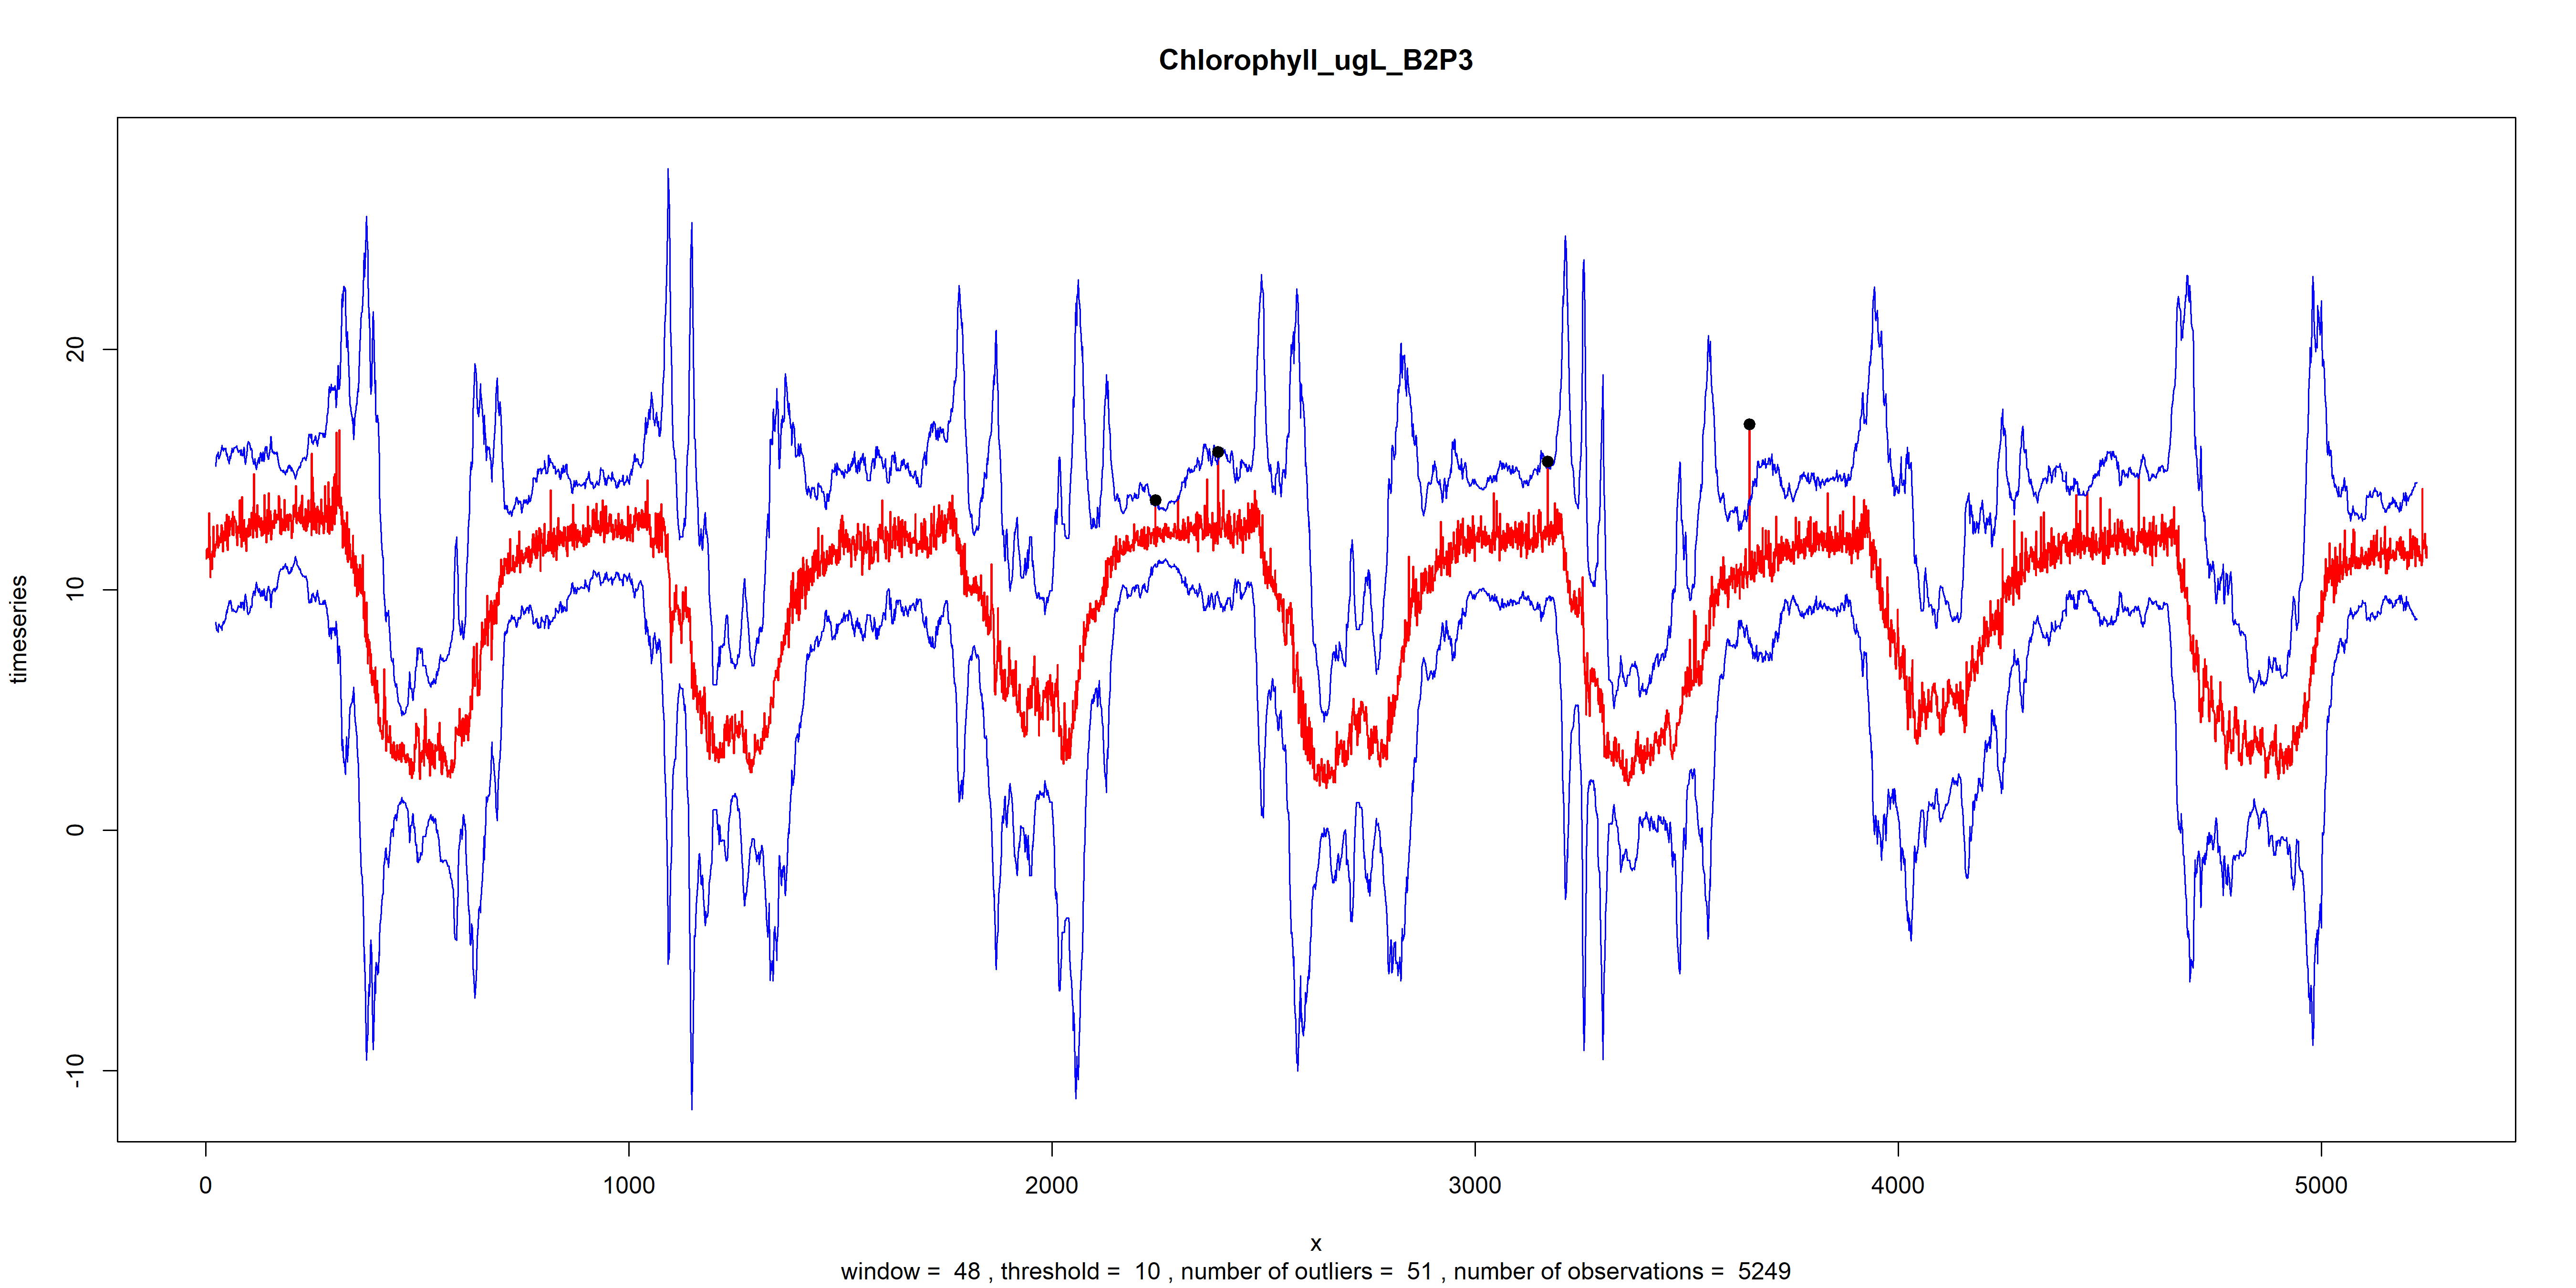 Chlorophyll_ugL_B2P3
timeseries
20
10
0
-10
0 1000 2000 3000 4000 5000
x
window = 48 , threshold = 10 , number of outliers = 51 , number of observations = 5249